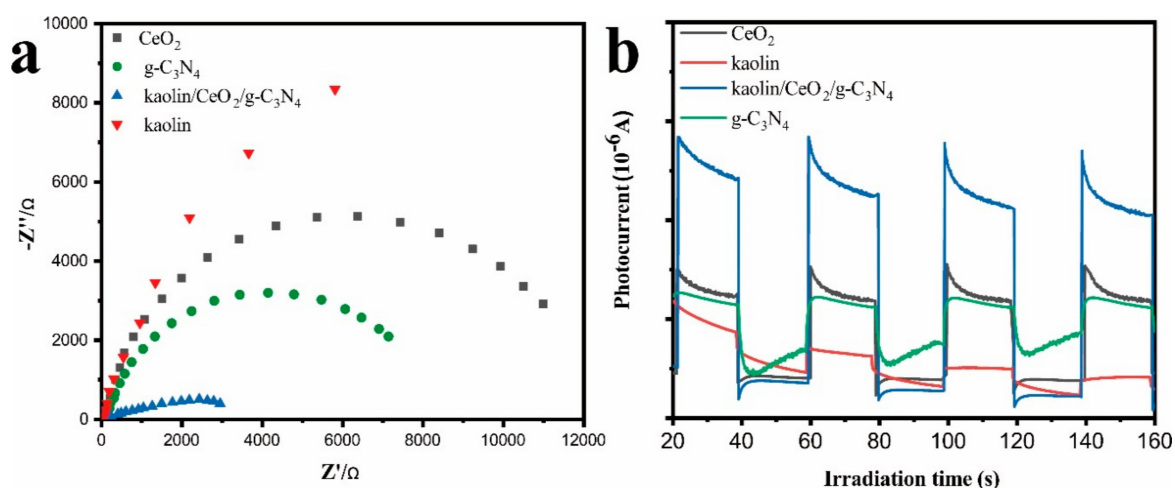 a
10000
8000
6000
4000
2000
0
-Z''/Ω
CeO₂
g-C₃N₄
kaolin/CeO₂/g-C₃N₄
kaolin
0 2000 4000 6000 8000 10000 12000
Z'/Ω
b
Photocurrent (10⁻⁶A)
CeO₂
kaolin
kaolin/CeO₂/g-C₃N₄
g-C₃N₄
20 40 60 80 100 120 140 160
Irradiation time (s)